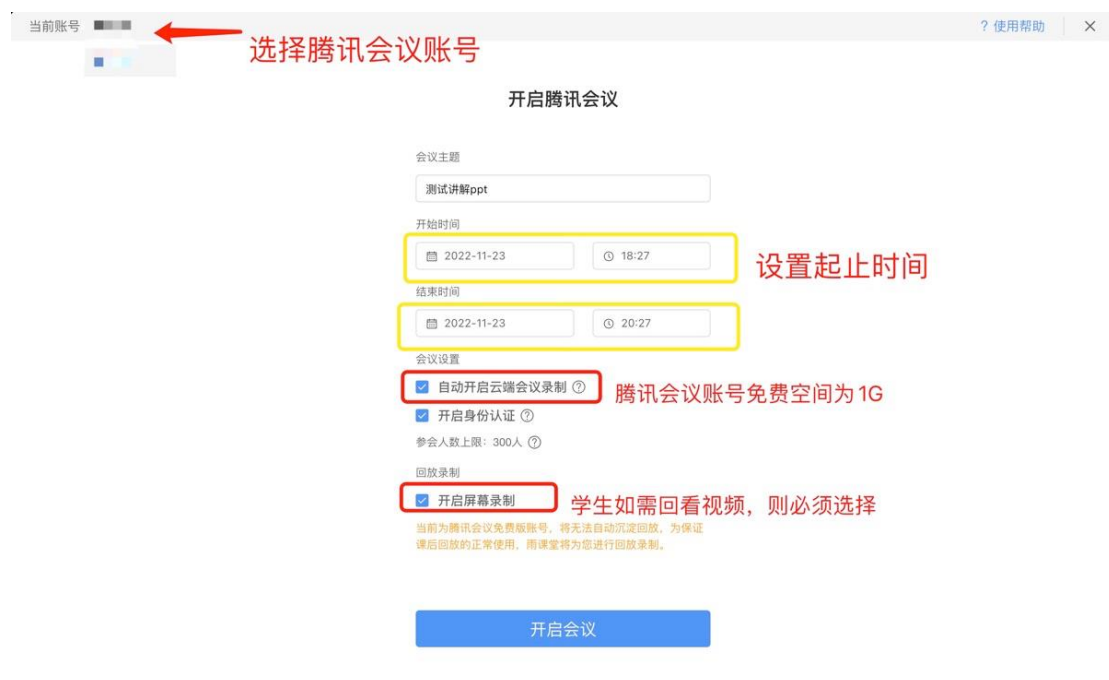 当前账号
? 使用帮助
选择腾讯会议账号
开启腾讯会议
会议主题
测试讲解ppt
开始时间
2022-11-23 18:27
设置起止时间
结束时间
2022-11-23 20:27
会议设置
自动开启云端会议录制
腾讯会议账号免费空间为1G
开启身份认证
参会人数上限：300人
回放录制
开启屏幕录制
学生如需回看视频，则必须选择
当前为腾讯会议免费版账号，将无法自动沉淀回放，为保证
课后回放的正常使用，雨课堂将为您进行回放录制。
开启会议